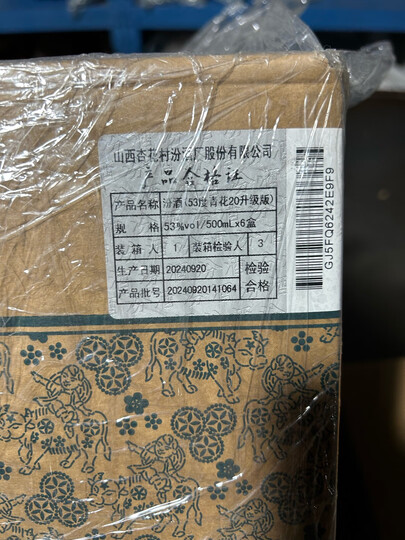 山西杏花村汾酒厂股份有限公司
产品合格证
产品名称 汾酒(53度青花20升级版)
规格 53%vol/500mL×6盒
装箱人 1 装箱检验人 3
生产日期 20240920 检验
产品批号 20240920141064 合格
GJ5FQ6242E9F9